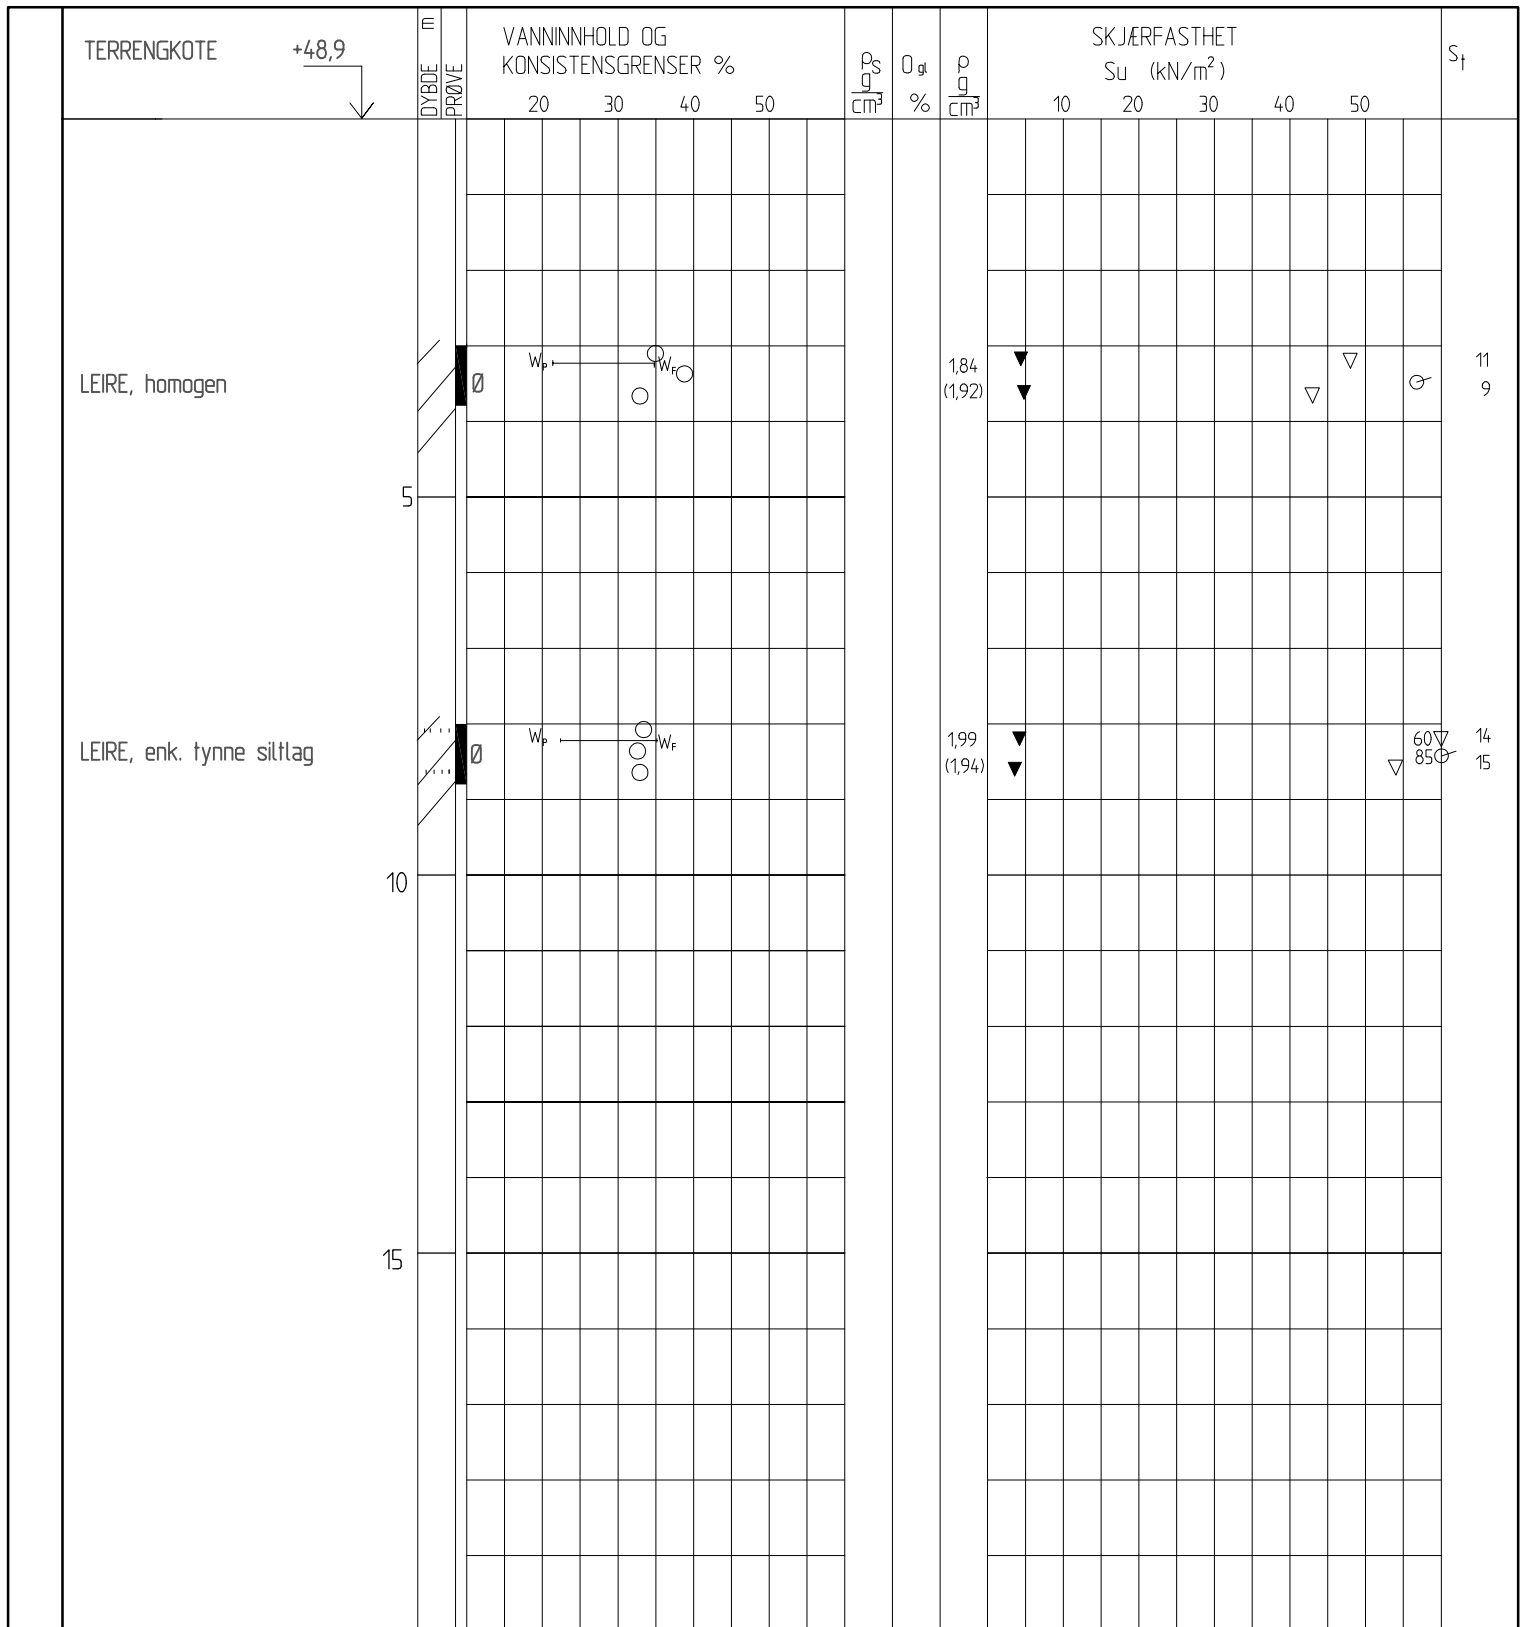 TERRENGKOTE +48,9
DYBDE m
PRØVE
VANNINNHOLD OG
KONSISTENSGRENSER %
20 30 40 50
ρs g/cm³
O gl %
ρ g/cm³
SKJÆRFASTHET
Su (kN/m²)
10 20 30 40 50
St
Wp WF 1,84 11
LEIRE, homogen Ø (1,92) 9
5
Wp WF 1,99 60 14
LEIRE, enk. tynne siltlag Ø (1,94) 85 15
10
15